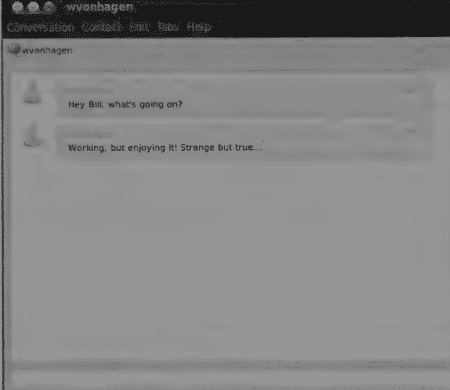 wvonhagen
Conversation Contact Edit Tabs Help
wvonhagen
Hey Bill, what's going on?
Working, but enjoying it! Strange but true...